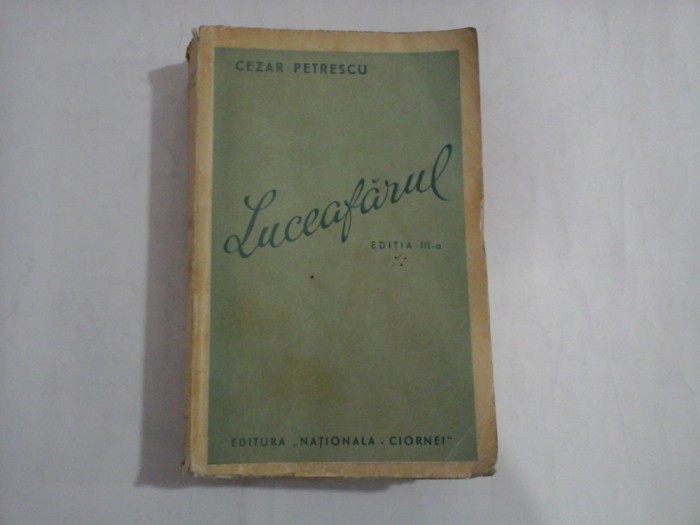 CEZAR PETRESCU
Luceafărul
EDIȚIA III-a
EDITURA „NAȚIONALA - CIORNEI"